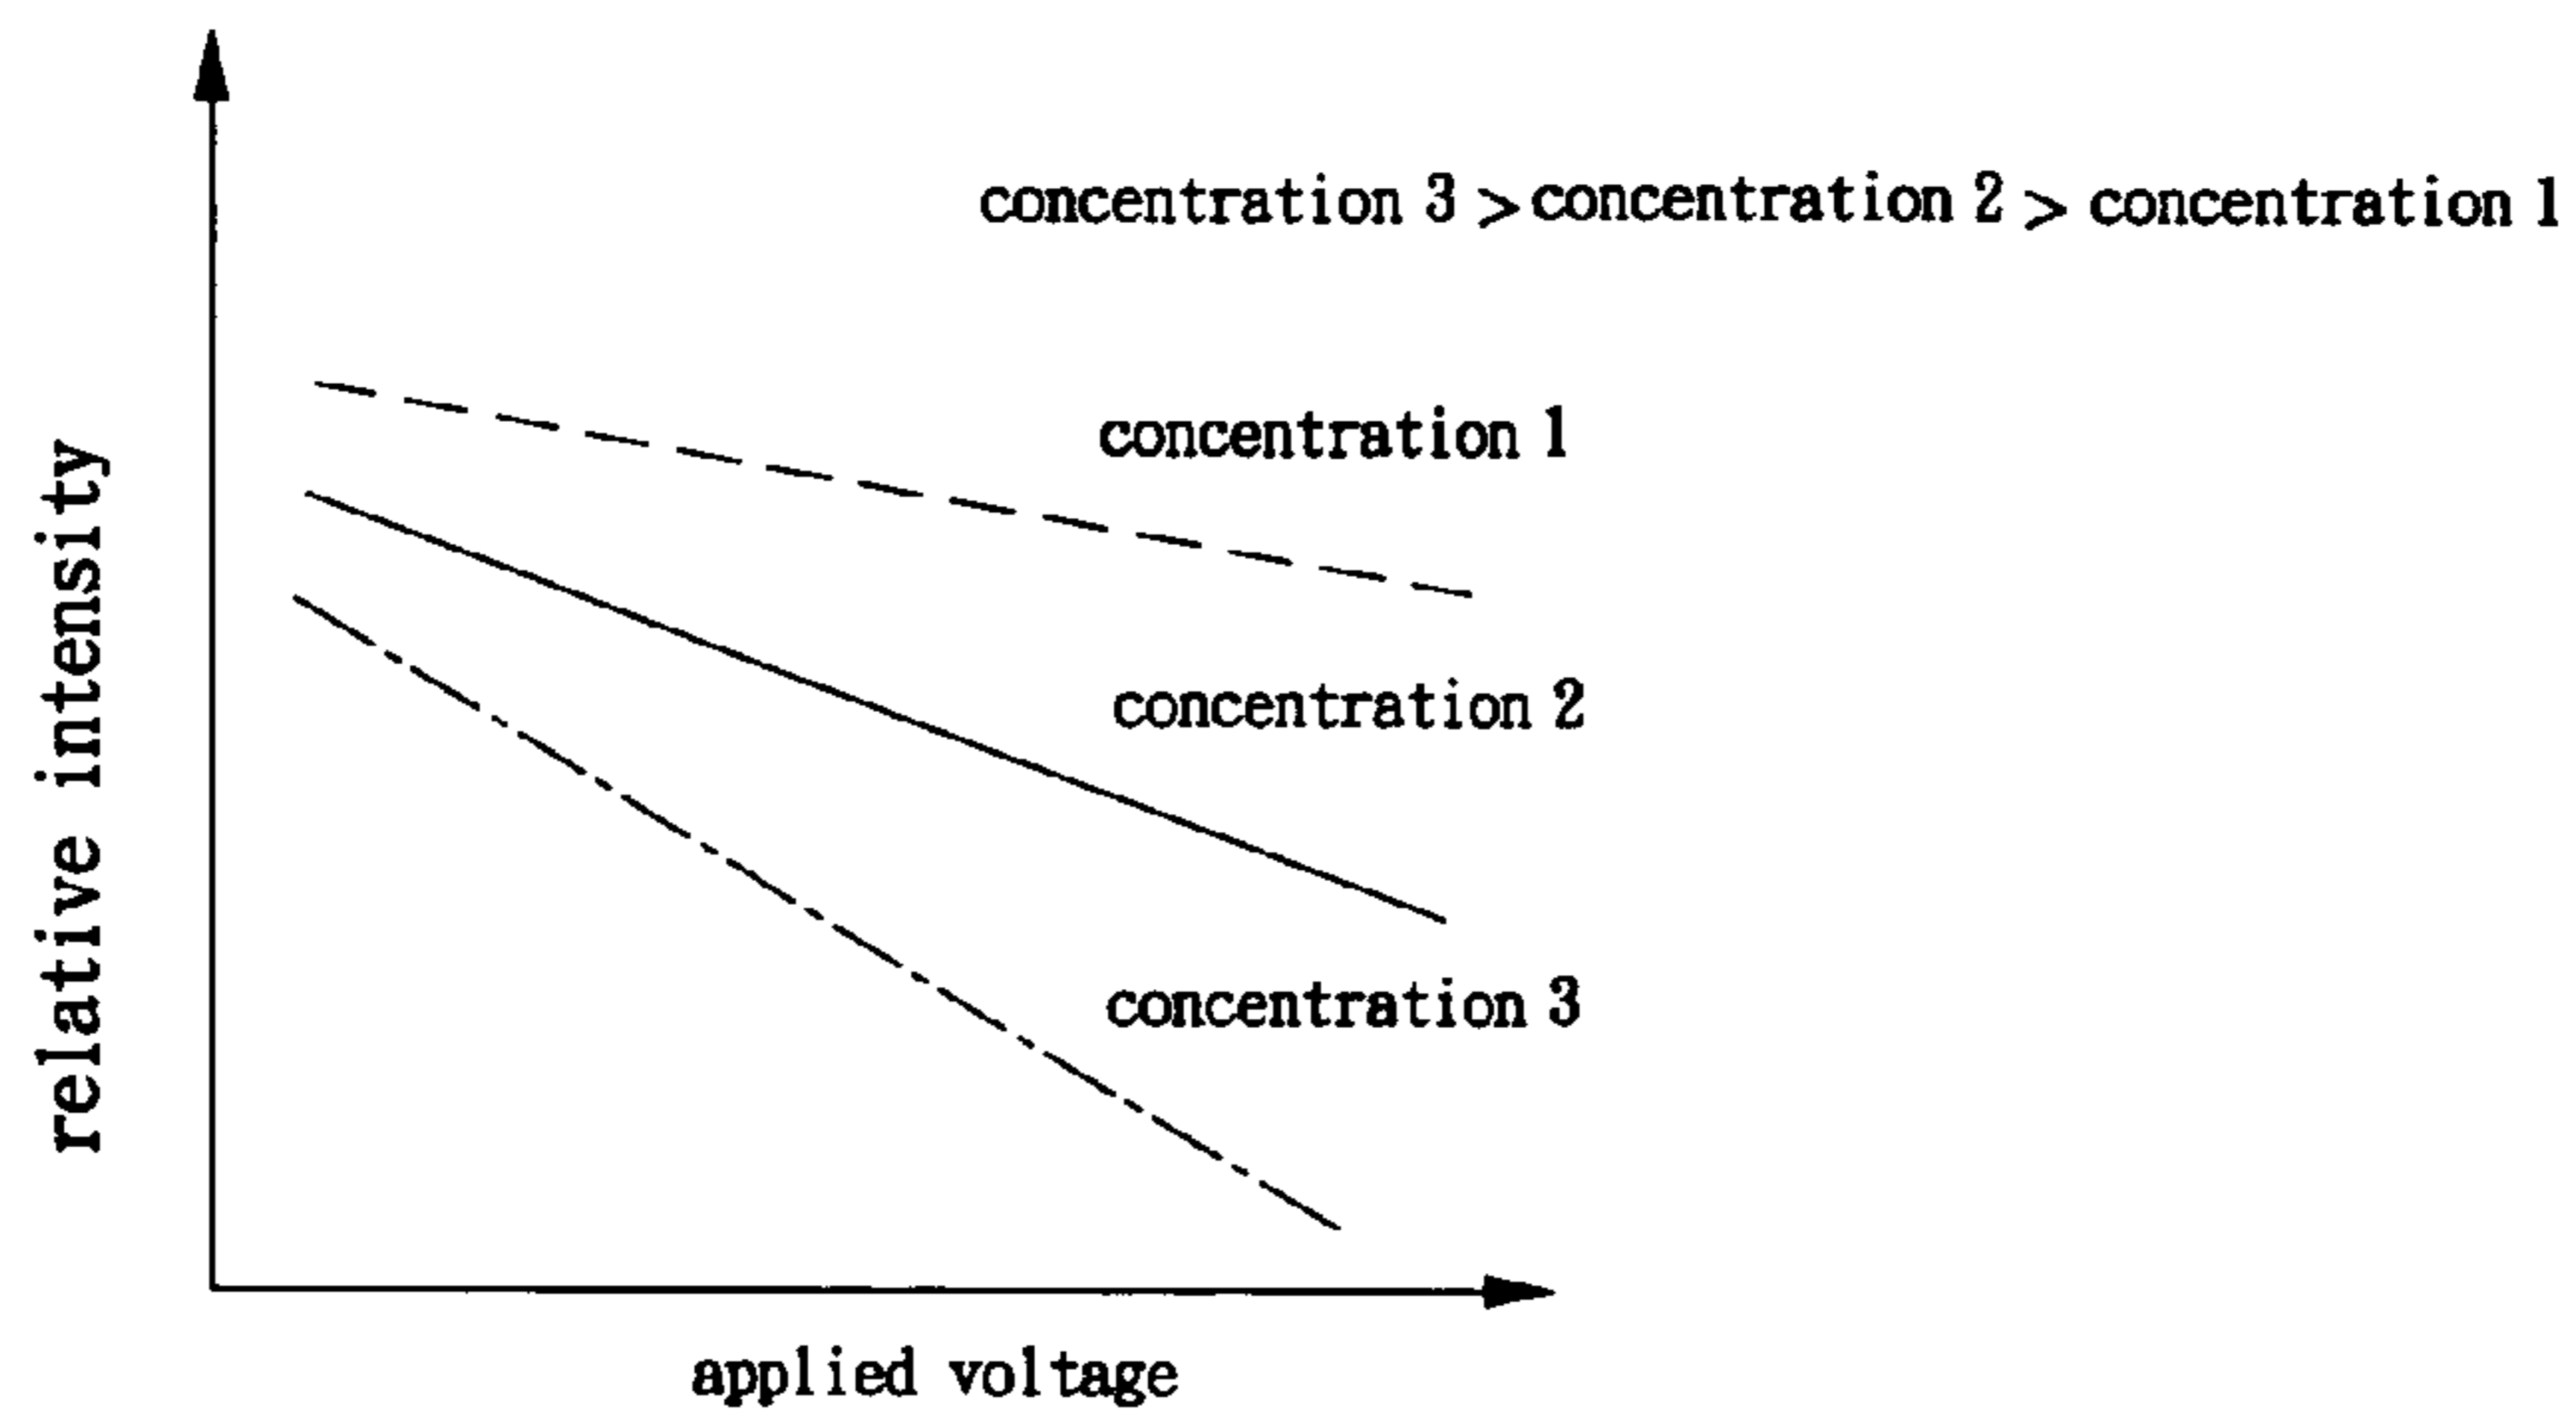 concentration 3 > concentration 2 > concentration 1
concentration 1
concentration 2
concentration 3
relative intensity
applied voltage